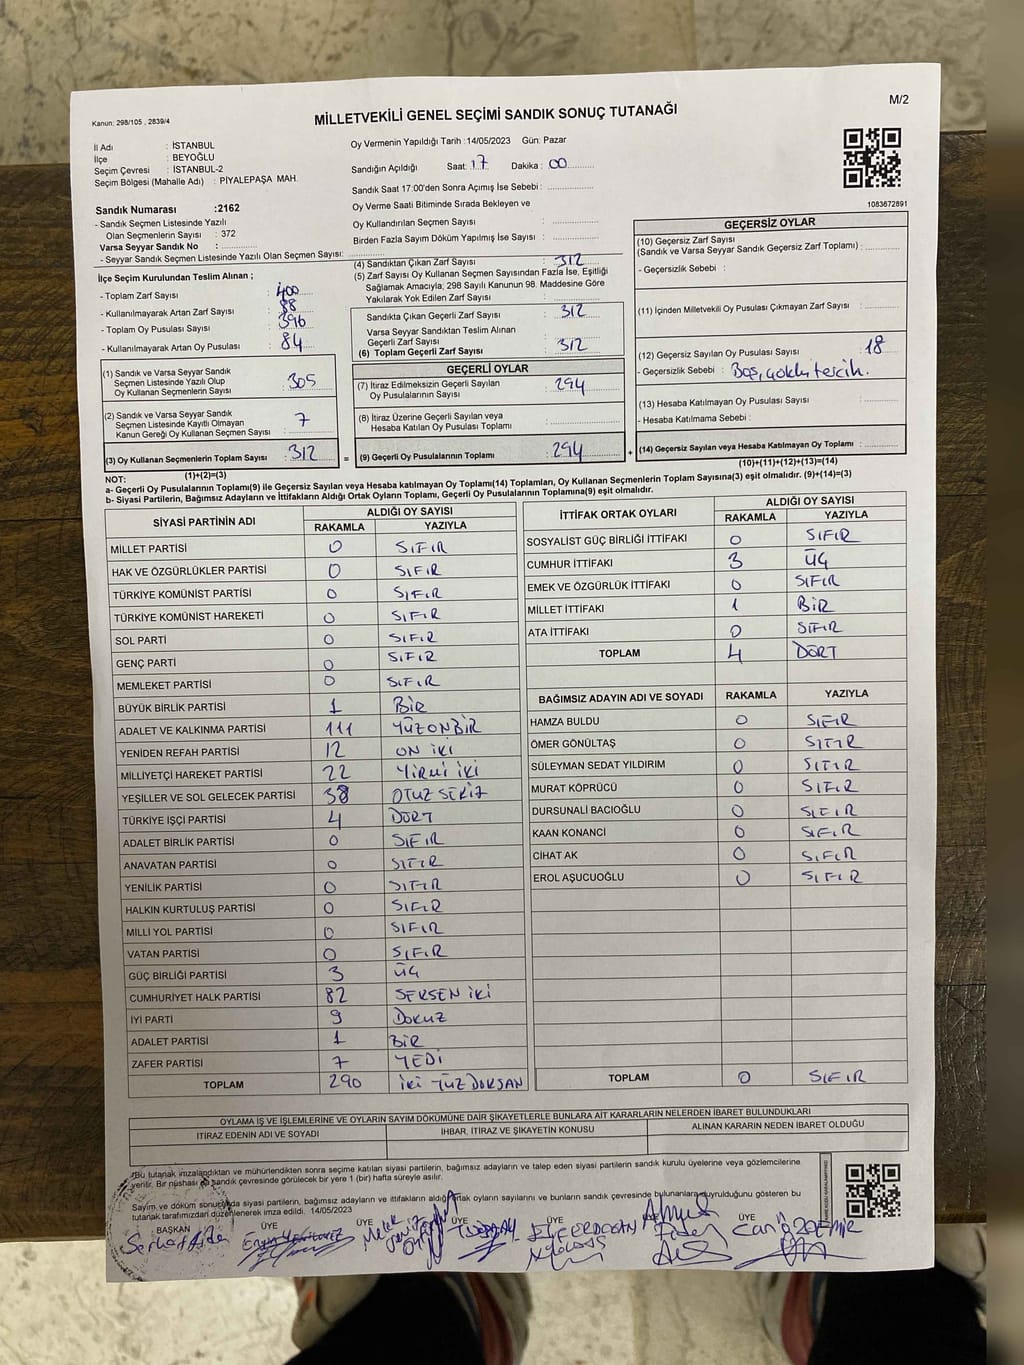 M/2
Kanun: 298/105 , 2839/4
MİLLETVEKİLİ GENEL SEÇİMİ SANDIK SONUÇ TUTANAĞI
İl Adı : İSTANBUL
İlçe : BEYOĞLU
Seçim Çevresi : İSTANBUL-2
Seçim Bölgesi (Mahalle Adı) : PİYALEPAŞA MAH.
Sandık Numarası :2162
- Sandık Seçmen Listesinde Yazılı
Olan Seçmenlerin Sayısı : 372
Varsa Seyyar Sandık No :
- Seyyar Sandık Seçmen Listesinde Yazılı Olan Seçmen Sayısı:
Oy Vermenin Yapıldığı Tarih :14/05/2023 Gün: Pazar
Sandığın Açıldığı Saat: 17 Dakika : 00
Sandık Saat 17:00'den Sonra Açımış İse Sebebi :
Oy Verme Saati Bitiminde Sırada Bekleyen ve
Oy Kullandırılan Seçmen Sayısı :
Birden Fazla Sayım Döküm Yapılmış İse Sayısı :
1083672891
İlçe Seçim Kurulundan Teslim Alınan ;
- Toplam Zarf Sayısı : 400
- Kullanılmayarak Artan Zarf Sayısı : 88
- Toplam Oy Pusulası Sayısı : 396
- Kullanılmayarak Artan Oy Pusulası : 84
(1) Sandık ve Varsa Seyyar Sandık
Seçmen Listesinde Yazılı Olup
Oy Kullanan Seçmenlerin Sayısı : 305
(2) Sandık ve Varsa Seyyar Sandık
Seçmen Listesinde Kayıtlı Olmayan
Kanun Gereği Oy Kullanan Seçmen Sayısı : 7
(3) Oy Kullanan Seçmenlerin Toplam Sayısı : 312
(1)+(2)=(3)
(4) Sandıktan Çıkan Zarf Sayısı : 312
(5) Zarf Sayısı Oy Kullanan Seçmen Sayısından Fazla İse, Eşitliği
Sağlamak Amacıyla; 298 Sayılı Kanunun 98. Maddesine Göre
Yakılarak Yok Edilen Zarf Sayısı :
Sandıkta Çıkan Geçerli Zarf Sayısı : 312
Varsa Seyyar Sandıktan Teslim Alınan
Geçerli Zarf Sayısı :
(6) Toplam Geçerli Zarf Sayısı : 312
GEÇERLİ OYLAR
(7) İtiraz Edilmeksizin Geçerli Sayılan
Oy Pusulalarının Sayısı : 294
(8) İtiraz Üzerine Geçerli Sayılan veya
Hesaba Katılan Oy Pusulası Toplamı :
= (9) Geçerli Oy Pusulalarının Toplamı : 294 +
GEÇERSİZ OYLAR
(10) Geçersiz Zarf Sayısı
(Sandık ve Varsa Seyyar Sandık Geçersiz Zarf Toplamı) :
- Geçersizlik Sebebi :
(11) İçinden Milletvekili Oy Pusulası Çıkmayan Zarf Sayısı :
(12) Geçersiz Sayılan Oy Pusulası Sayısı : 18
- Geçersizlik Sebebi : Boş, çoklu tercih.
(13) Hesaba Katılmayan Oy Pusulası Sayısı :
- Hesaba Katılmama Sebebi :
(14) Geçersiz Sayılan veya Hesaba Katılmayan Oy Toplamı :
(10)+(11)+(12)+(13)=(14)
NOT:
a- Geçerli Oy Pusulalarının Toplamı(9) ile Geçersiz Sayılan veya Hesaba katılmayan Oy Toplamı(14) Toplamları, Oy Kullanan Seçmenlerin Toplam Sayısına(3) eşit olmalıdır. (9)+(14)=(3)
b- Siyasi Partilerin, Bağımsız Adayların ve İttifakların Aldığı Ortak Oyların Toplamı, Geçerli Oy Pusulalarının Toplamına(9) eşit olmalıdır.
SİYASİ PARTİNİN ADI ALDIĞI OY SAYISI
RAKAMLA YAZIYLA
MİLLET PARTİSİ 0 SIFIR
HAK VE ÖZGÜRLÜKLER PARTİSİ 0 SIFIR
TÜRKİYE KOMÜNİST PARTİSİ 0 SIFIR
TÜRKİYE KOMÜNİST HAREKETİ 0 SIFIR
SOL PARTİ 0 SIFIR
GENÇ PARTİ 0 SIFIR
MEMLEKET PARTİSİ 0 SIFIR
BÜYÜK BİRLİK PARTİSİ 1 BİR
ADALET VE KALKINMA PARTİSİ 111 YÜZONBİR
YENİDEN REFAH PARTİSİ 12 ON İKİ
MİLLİYETÇİ HAREKET PARTİSİ 22 YİRMİ İKİ
YEŞİLLER VE SOL GELECEK PARTİSİ 38 OTUZ SEKİZ
TÜRKİYE İŞÇİ PARTİSİ 4 DÖRT
ADALET BİRLİK PARTİSİ 0 SIFIR
ANAVATAN PARTİSİ 0 SIFIR
YENİLİK PARTİSİ 0 SIFIR
HALKIN KURTULUŞ PARTİSİ 0 SIFIR
MİLLİ YOL PARTİSİ 0 SIFIR
VATAN PARTİSİ 0 SIFIR
GÜÇ BİRLİĞİ PARTİSİ 3 ÜÇ
CUMHURİYET HALK PARTİSİ 82 SEKSEN İKİ
İYİ PARTİ 9 DOKUZ
ADALET PARTİSİ 1 BİR
ZAFER PARTİSİ 7 YEDİ
TOPLAM 290 İKİ YÜZ DOKSAN
İTTİFAK ORTAK OYLARI ALDIĞI OY SAYISI
RAKAMLA YAZIYLA
SOSYALİST GÜÇ BİRLİĞİ İTTİFAKI 0 SIFIR
CUMHUR İTTİFAKI 3 ÜÇ
EMEK VE ÖZGÜRLÜK İTTİFAKI 0 SIFIR
MİLLET İTTİFAKI 1 BİR
ATA İTTİFAKI 0 SIFIR
TOPLAM 4 DÖRT
BAĞIMSIZ ADAYIN ADI VE SOYADI RAKAMLA YAZIYLA
HAMZA BULDU 0 SIFIR
ÖMER GÖNÜLTAŞ 0 SIFIR
SÜLEYMAN SEDAT YILDIRIM 0 SIFIR
MURAT KÖPRÜCÜ 0 SIFIR
DURSUNALİ BACIOĞLU 0 SIFIR
KAAN KONANCİ 0 SIFIR
CİHAT AK 0 SIFIR
EROL AŞUCUOĞLU 0 SIFIR
TOPLAM 0 SIFIR
OYLAMA İŞ VE İŞLEMLERİNE VE OYLARIN SAYIM DÖKÜMÜNE DAİR ŞİKAYETLERLE BUNLARA AİT KARARLARIN NELERDEN İBARET BULUNDUKLARI
İTİRAZ EDENİN ADI VE SOYADI İHBAR, İTİRAZ VE ŞİKAYETİN KONUSU ALINAN KARARIN NEDEN İBARET OLDUĞU
Bu tutanak imzalandıktan ve mühürlendikten sonra seçime katılan siyasi partilerin, bağımsız adayların ve talep eden siyasi partilerin sandık kurulu üyelerine veya gözlemcilerine
verilir. Bir nüshası da sandık çevresinde görülecek bir yere 1 (bir) hafta süreyle asılır.
Sayım ve döküm sonucunda siyasi partilerin, bağımsız adayların ve ittifakların aldığı ortak oyların sayılarını ve bunların sandık çevresinde bulunanlara duyrulduğunu gösteren bu
tutanak tarafımızdan düzenlenerek imza edildi. 14/05/2023
BAŞKAN ÜYE ÜYE ÜYE ÜYE ÜYE
Serhat Melek Can ÖZDEMİR